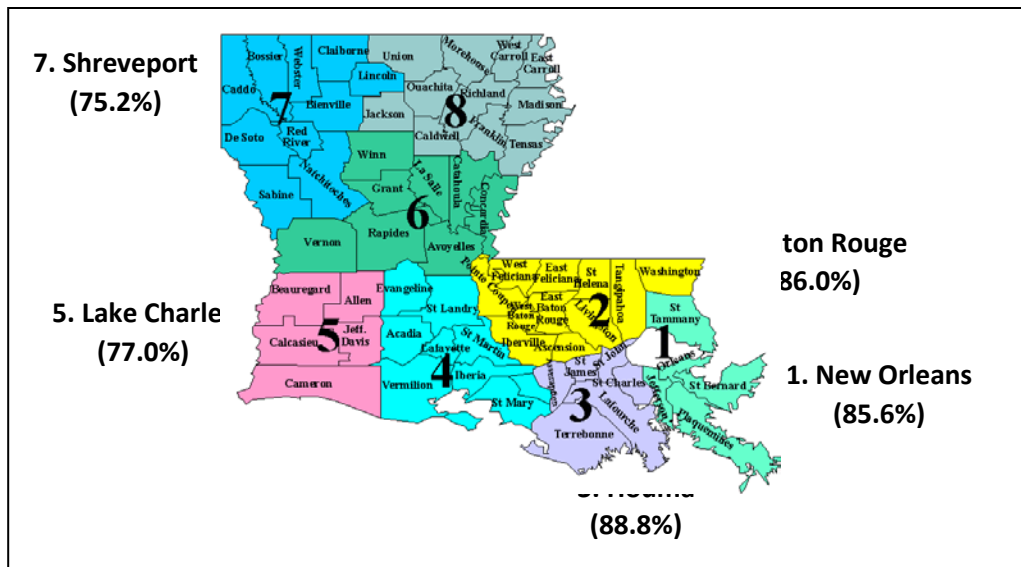 7. Shreveport
(75.2%)
5. Lake Charle
(77.0%)
ton Rouge
86.0%)
1. New Orleans
(85.6%)
(88.8%)
Bossier
Webster
Claiborne
Union
Morehouse
West
Carroll
East
Carroll
Caddo
7
Lincoln
Bienville
Ouachita
Richland
8
Madison
Jackson
Caldwell
Franklin
Tensas
De Soto
Red
River
Natchitoches
Sabine
Winn
Grant
La Salle
Catahoula
Concordia
6
Rapides
Vernon
Avoyelles
Beauregard
Allen
5
Jeff.
Davis
Calcasieu
Cameron
Evangeline
St Landry
Acadia
Lafayette
St Martin
4
Iberia
Vermilion
St Mary
Pointe Coupee
West
Feliciana
East
Feliciana
St
Helena
Tangipahoa
Washington
West
Baton
Rouge
East
Baton
Rouge
Livingston
2
Iberville
Ascension
St
Tammany
1
Orleans
St Bernard
Jefferson
Plaquemines
St
James
St John
St Charles
3
Lafourche
Terrebonne